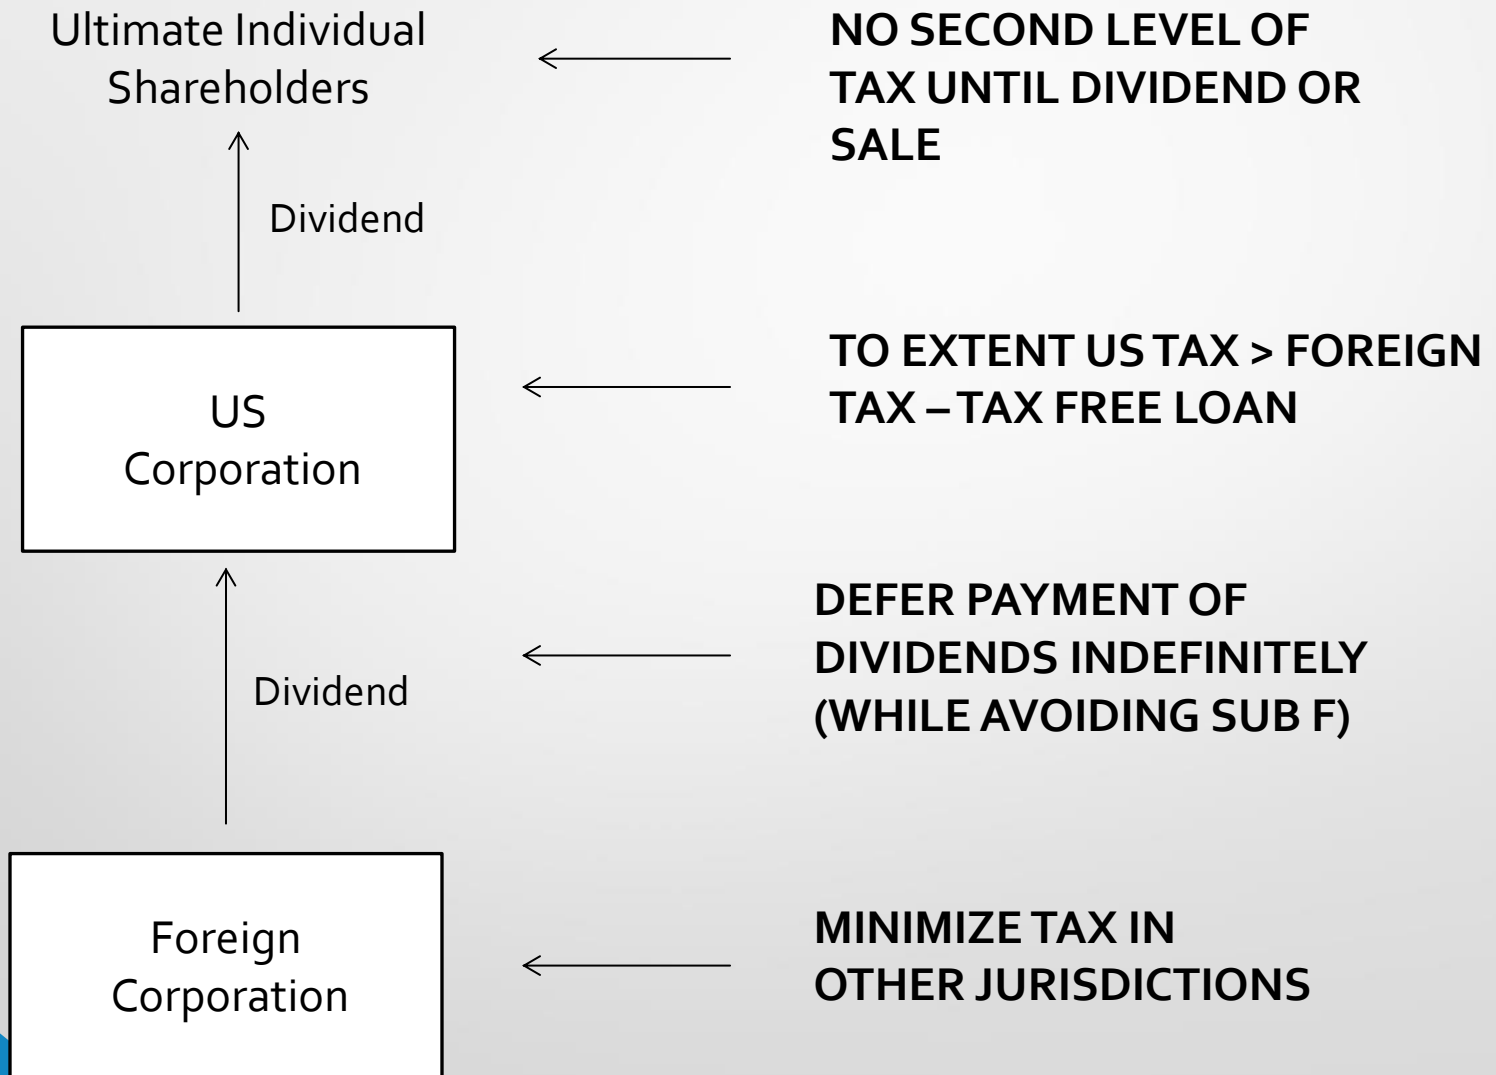 Ultimate Individual
Shareholders
NO SECOND LEVEL OF
TAX UNTIL DIVIDEND OR
SALE
Dividend
US
Corporation
TO EXTENT US TAX > FOREIGN
TAX – TAX FREE LOAN
Dividend
DEFER PAYMENT OF
DIVIDENDS INDEFINITELY
(WHILE AVOIDING SUB F)
Foreign
Corporation
MINIMIZE TAX IN
OTHER JURISDICTIONS